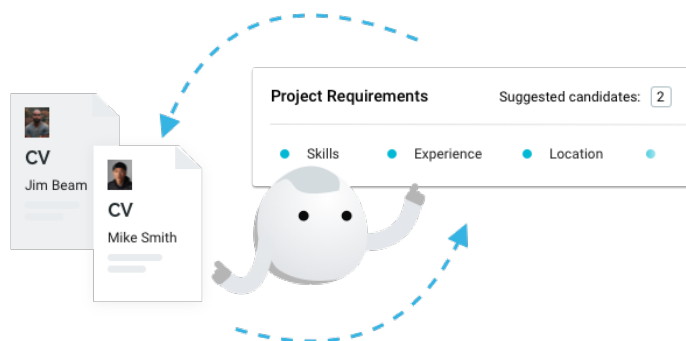 Project Requirements
Suggested candidates: 2
Skills
Experience
Location
CV
Jim Beam
CV
Mike Smith